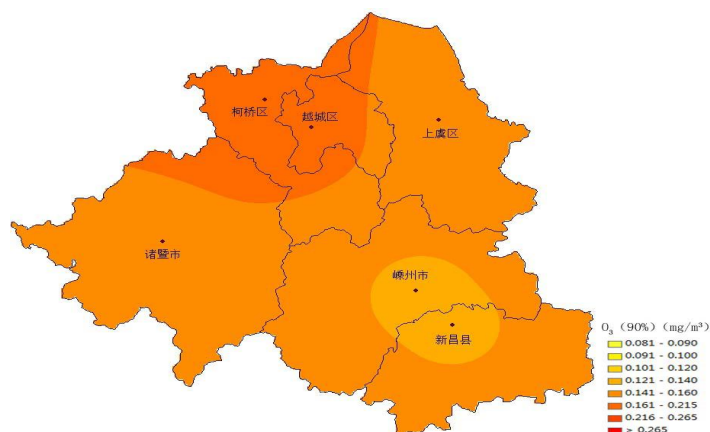 柯桥区
越城区
上虞区
诸暨市
嵊州市
新昌县
O₃（90%）(mg/m³)
0.081 - 0.090
0.091 - 0.100
0.101 - 0.120
0.121 - 0.140
0.141 - 0.160
0.161 - 0.215
0.216 - 0.265
> 0.265